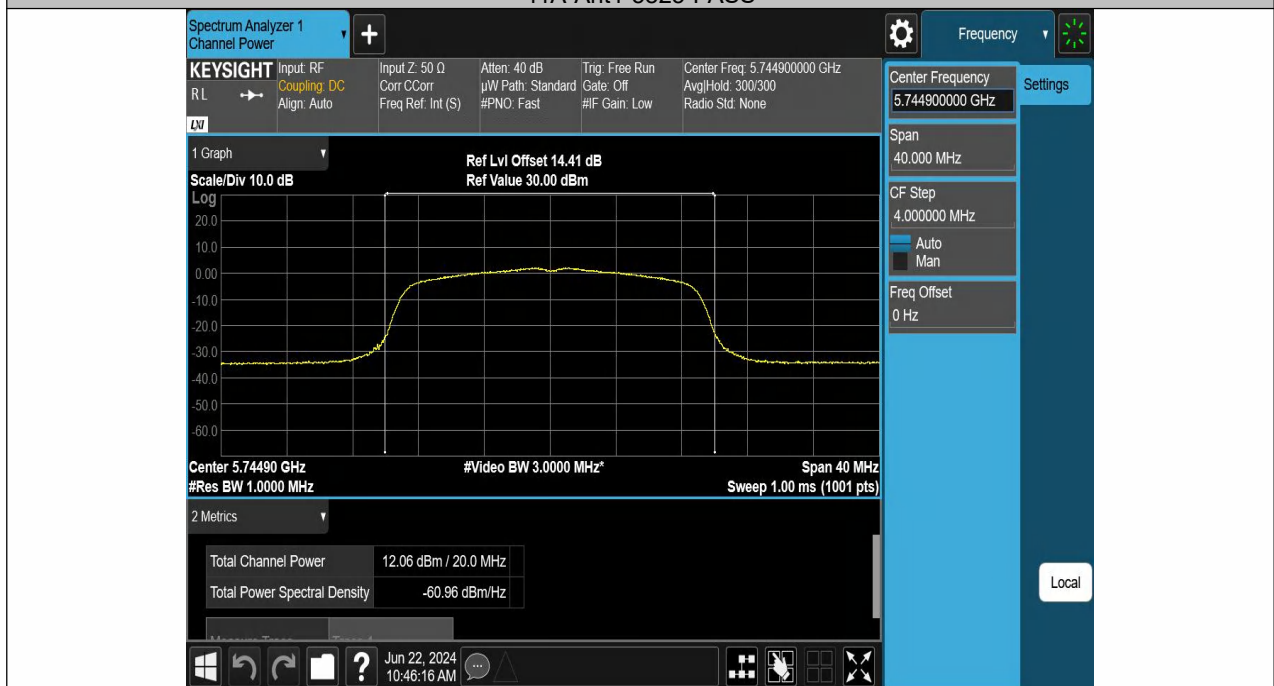 Spectrum Analyzer 1
Channel Power
+
Frequency
KEYSIGHT
RL
LXI
Input: RF
Coupling: DC
Align: Auto
Input Z: 50 Ω
Corr CCorr
Freq Ref: Int (S)
Atten: 40 dB
µW Path: Standard
#PNO: Fast
Trig: Free Run
Gate: Off
#IF Gain: Low
Center Freq: 5.744900000 GHz
Avg|Hold: 300/300
Radio Std: None
Center Frequency
5.744900000 GHz
Settings
Span
40.000 MHz
CF Step
4.000000 MHz
Auto
Man
Freq Offset
0 Hz
1 Graph
Scale/Div 10.0 dB
Ref Lvl Offset 14.41 dB
Ref Value 30.00 dBm
Log
20.0
10.0
0.00
-10.0
-20.0
-30.0
-40.0
-50.0
-60.0
Center 5.74490 GHz
#Video BW 3.0000 MHz*
Span 40 MHz
#Res BW 1.0000 MHz
Sweep 1.00 ms (1001 pts)
2 Metrics
Total Channel Power 12.06 dBm / 20.0 MHz
Total Power Spectral Density -60.96 dBm/Hz
Local
?
Jun 22, 2024
10:46:16 AM